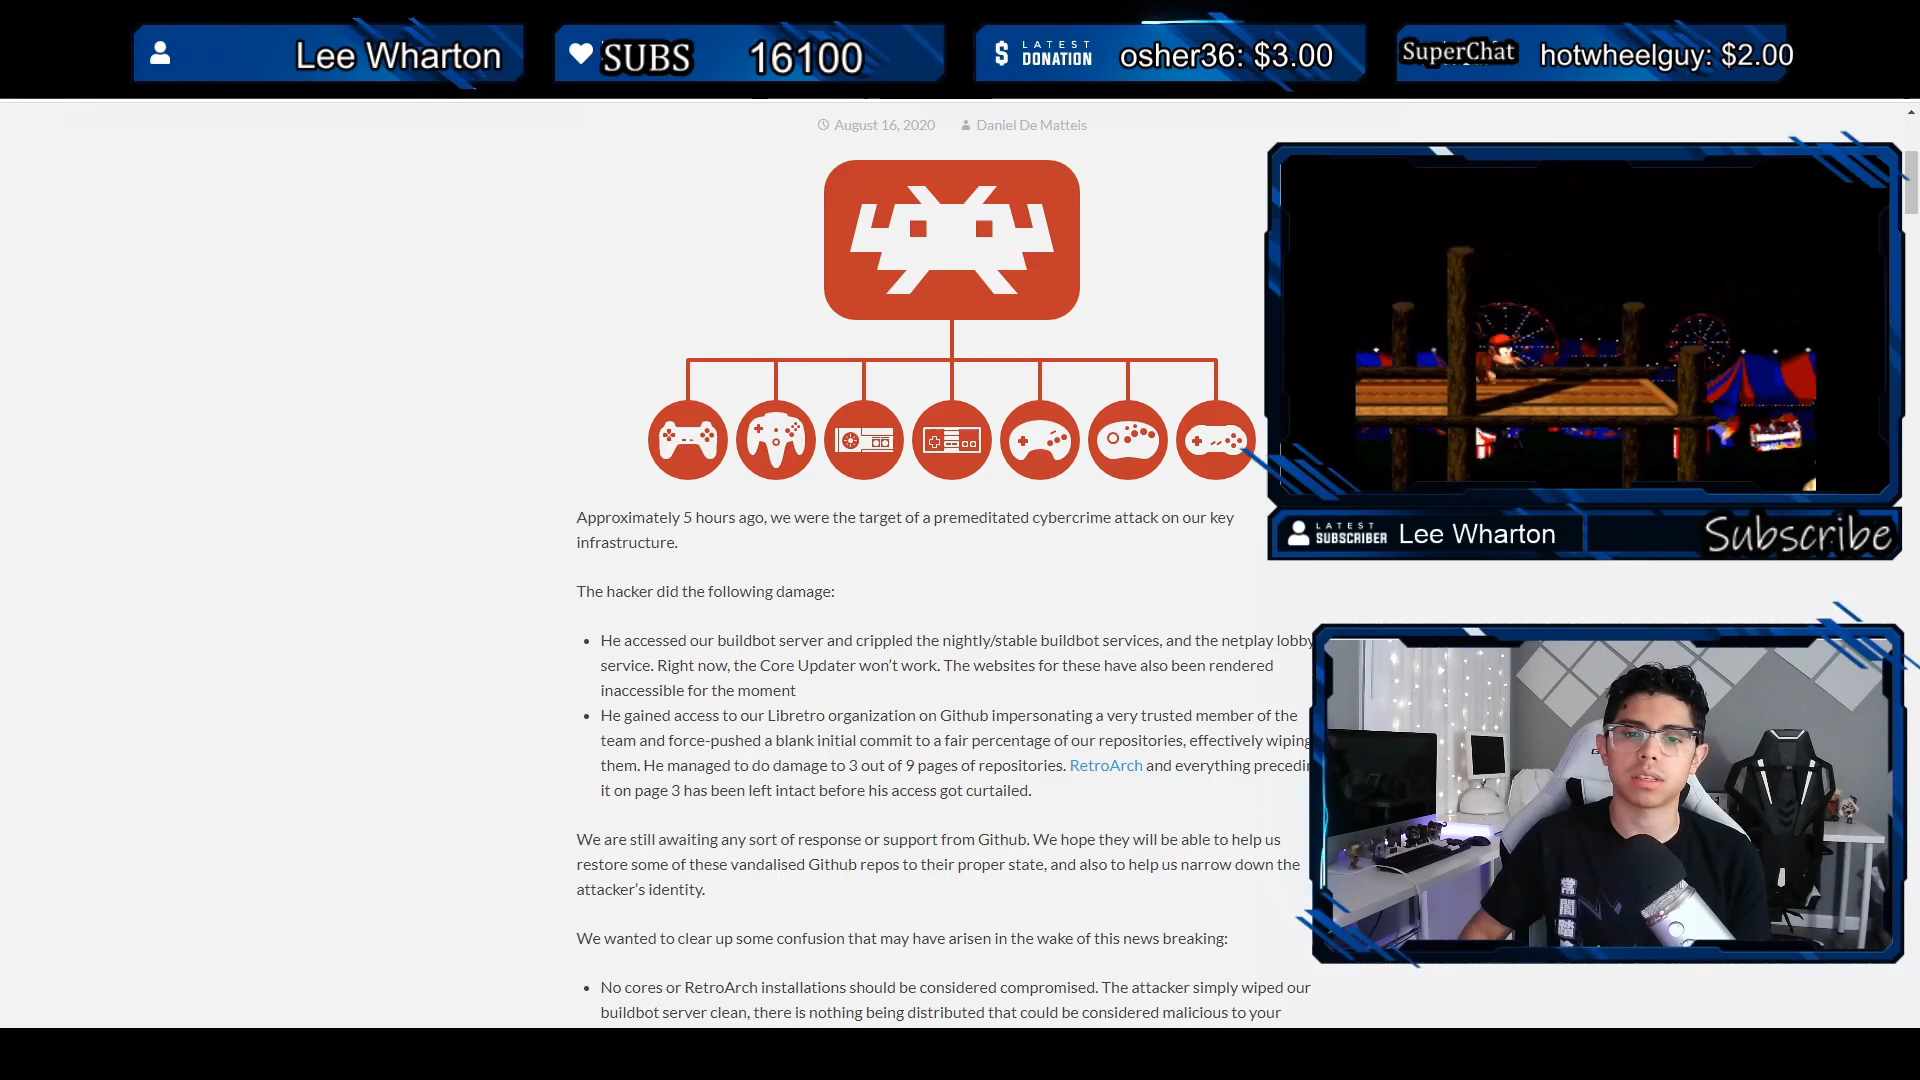 Lee Wharton
SUBS 16100
LATEST DONATION osher36: $3.00
SuperChat hotwheelguy: $2.00
August 16, 2020 Daniel De Matteis
Approximately 5 hours ago, we were the target of a premeditated cybercrime attack on our key
infrastructure.
The hacker did the following damage:
• He accessed our buildbot server and crippled the nightly/stable buildbot services, and the netplay lobby
service. Right now, the Core Updater won’t work. The websites for these have also been rendered
inaccessible for the moment
• He gained access to our Libretro organization on Github impersonating a very trusted member of the
team and force-pushed a blank initial commit to a fair percentage of our repositories, effectively wiping
them. He managed to do damage to 3 out of 9 pages of repositories. RetroArch and everything precedin
it on page 3 has been left intact before his access got curtailed.
We are still awaiting any sort of response or support from Github. We hope they will be able to help us
restore some of these vandalised Github repos to their proper state, and also to help us narrow down the
attacker’s identity.
We wanted to clear up some confusion that may have arisen in the wake of this news breaking:
• No cores or RetroArch installations should be considered compromised. The attacker simply wiped our
buildbot server clean, there is nothing being distributed that could be considered malicious to your
LATEST SUBSCRIBER Lee Wharton
Subscribe
常闇踏